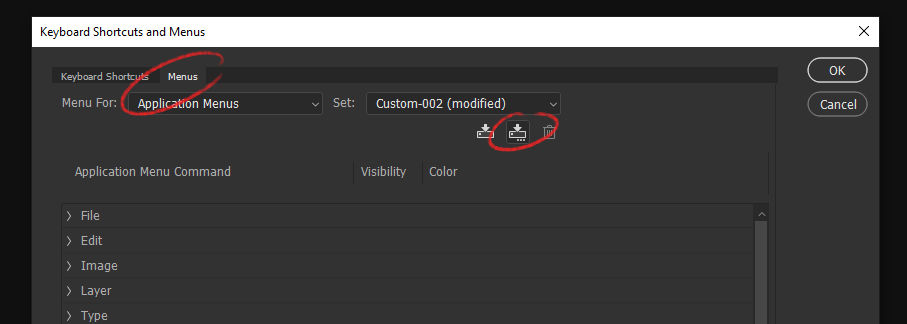 Keyboard Shortcuts and Menus
Keyboard Shortcuts Menus
OK
Menu For: Application Menus Set: Custom-002 (modified)
Cancel
Application Menu Command Visibility Color
File
Edit
Image
Layer
Type